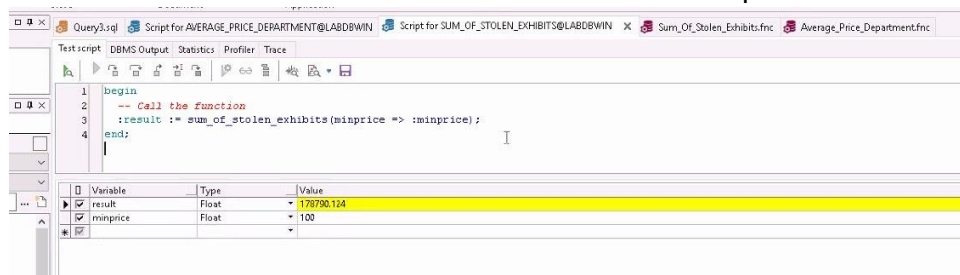 Query3.sql Script for AVERAGE_PRICE_DEPARTMENT@LABDBWIN Script for SUM_OF_STOLEN_EXHIBITS@LABDBWIN Sum_Of_Stolen_Exhibits.fnc Average_Price_Department.fnc
Test script DBMS Output Statistics Profiler Trace
1 begin
2 -- Call the function
3 :result := sum_of_stolen_exhibits(minprice => :minprice);
4 end;
Variable Type Value
result Float 178790.124
minprice Float 100